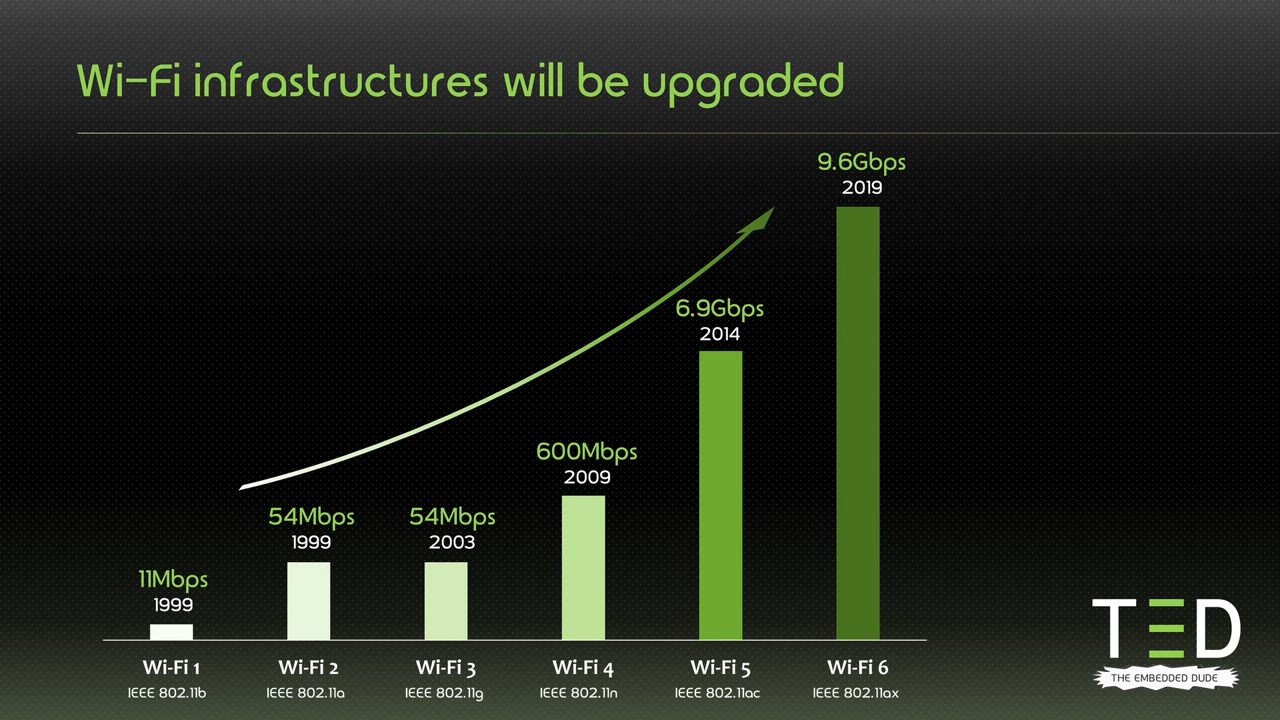 Wi-Fi infrastructures will be upgraded
9.6Gbps
2019
6.9Gbps
2014
600Mbps
2009
54Mbps
1999
54Mbps
2003
11Mbps
1999
Wi-Fi 1
IEEE 802.11b
Wi-Fi 2
IEEE 802.11a
Wi-Fi 3
IEEE 802.11g
Wi-Fi 4
IEEE 802.11n
Wi-Fi 5
IEEE 802.11ac
Wi-Fi 6
IEEE 802.11ax
TED
THE EMBEDDED DUDE